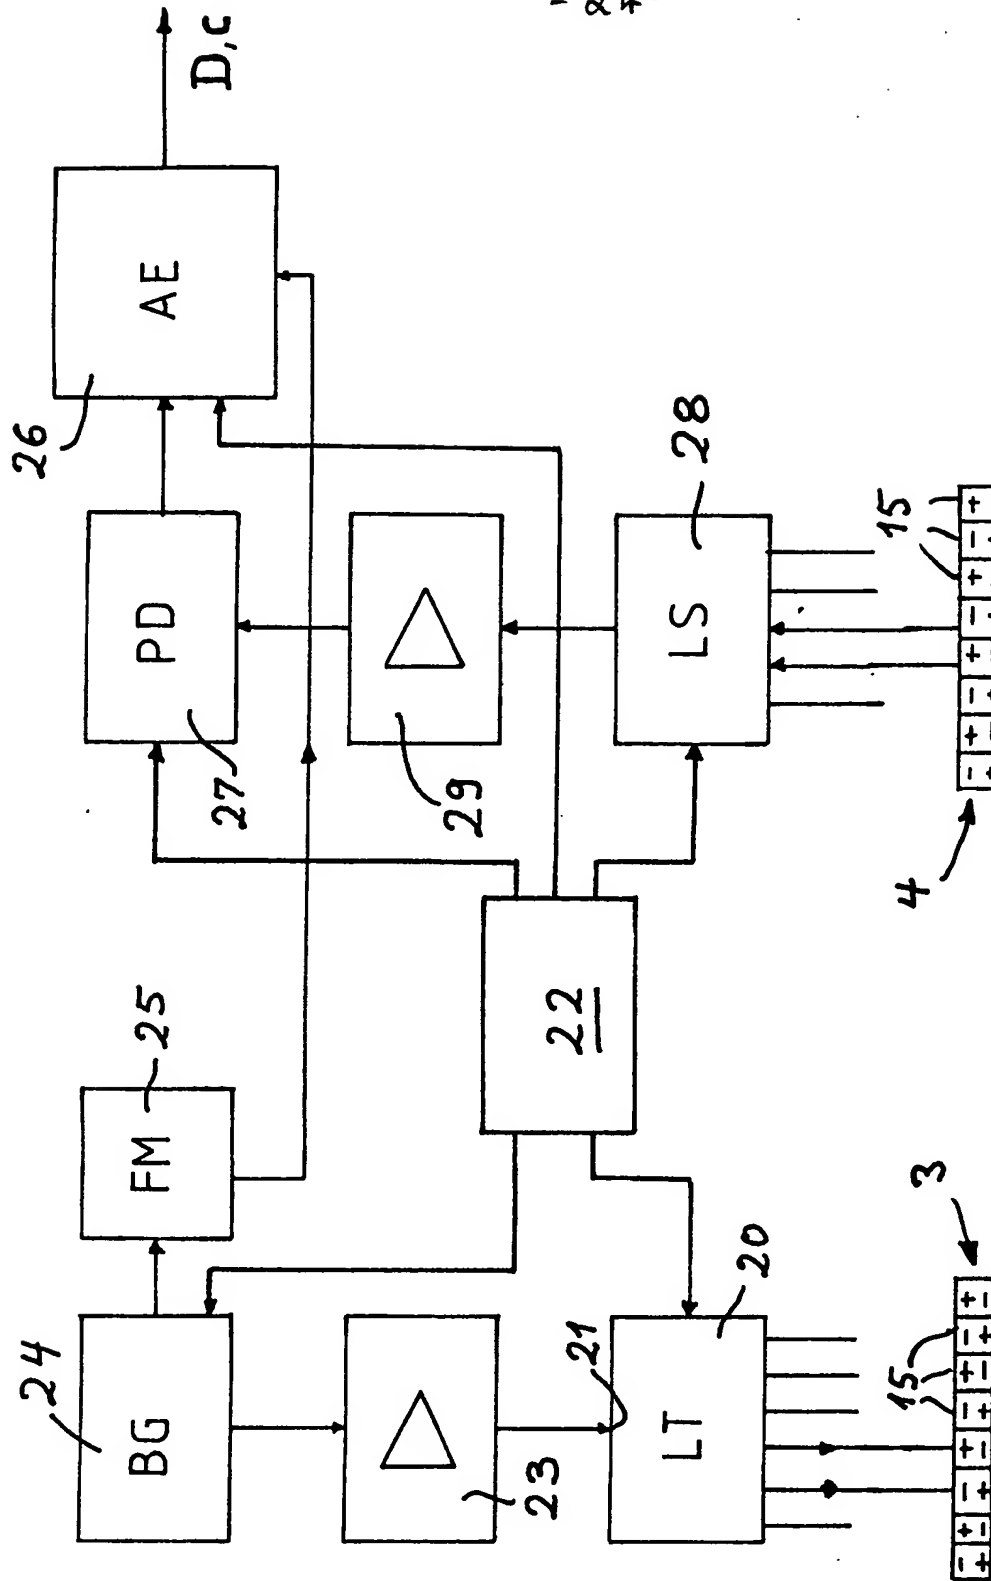 24
26
BG
FM
25
PD
AE
D,c
27
29
23
22
21
LT
20
LS
28
15
15
3
4
- + - + - + - +
+ - + - + - + -
- + - + - + - +